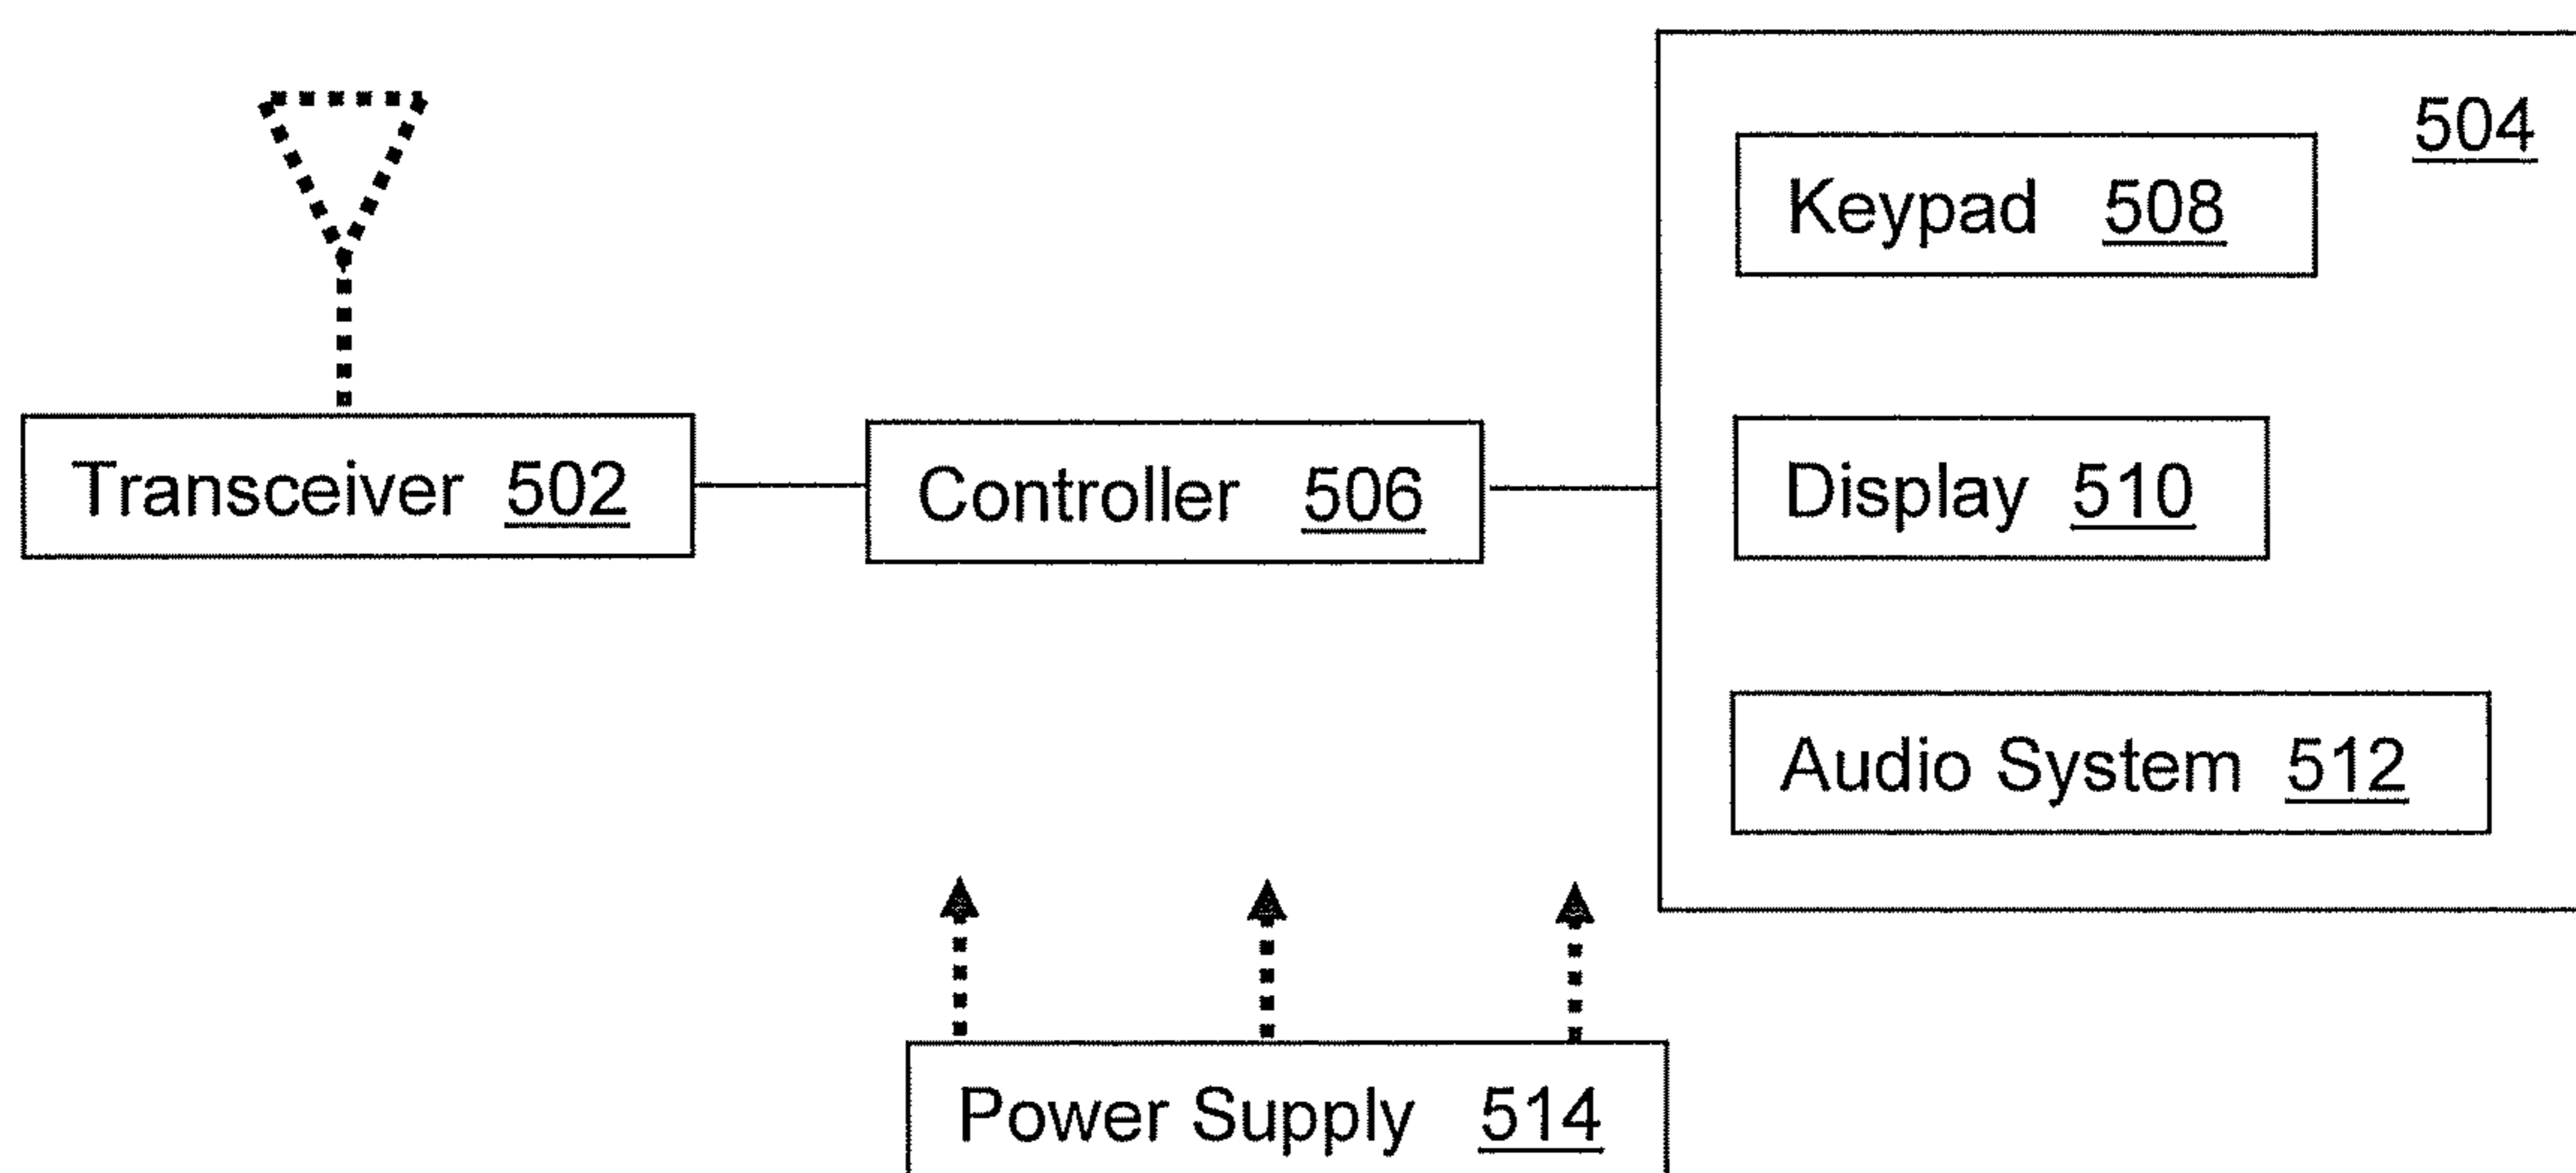 504
Keypad 508
Transceiver 502
Controller 506
Display 510
Audio System 512
Power Supply 514